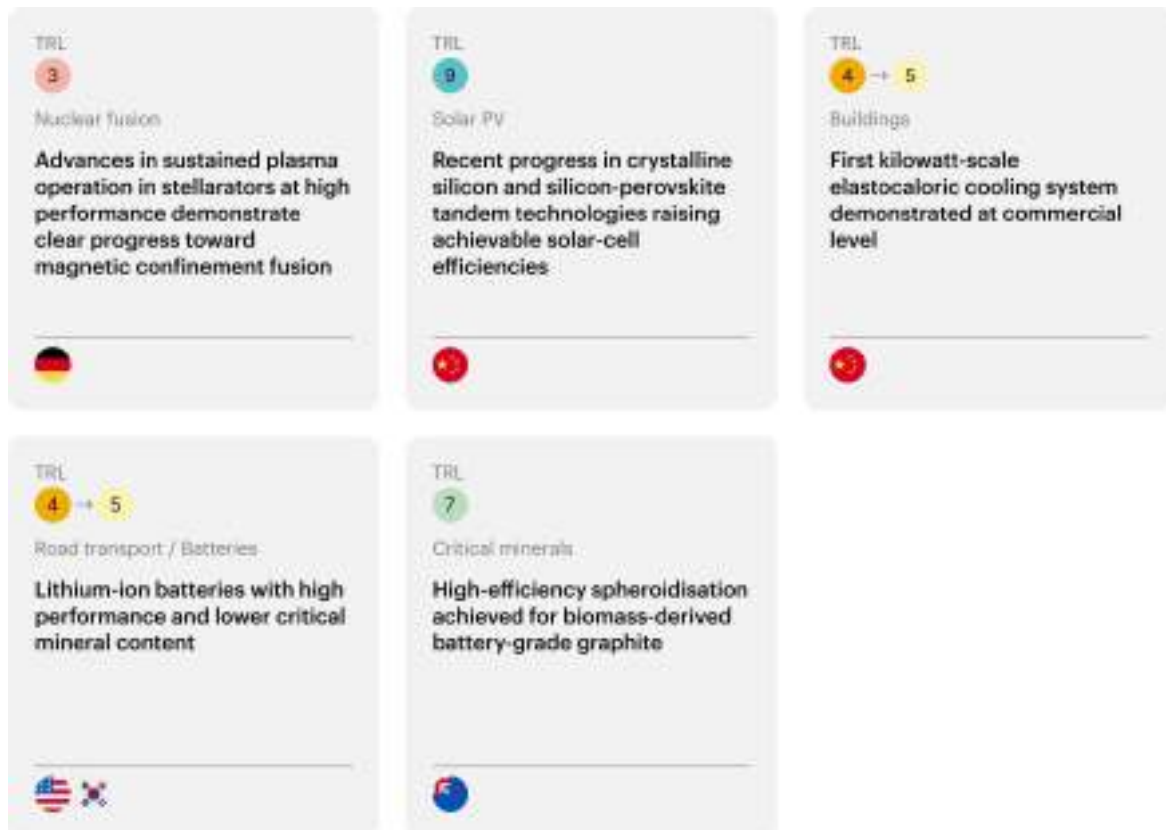 TRL
3
Nuclear fusion
Advances in sustained plasma
operation in stellarators at high
performance demonstrate
clear progress toward
magnetic confinement fusion
TRL
9
Solar PV
Recent progress in crystalline
silicon and silicon-perovskite
tandem technologies raising
achievable solar-cell
efficiencies
TRL
4 → 5
Buildings
First kilowatt-scale
elastocaloric cooling system
demonstrated at commercial
level
TRL
4 → 5
Road transport / Batteries
Lithium-ion batteries with high
performance and lower critical
mineral content
TRL
7
Critical minerals
High-efficiency spheroidisation
achieved for biomass-derived
battery-grade graphite